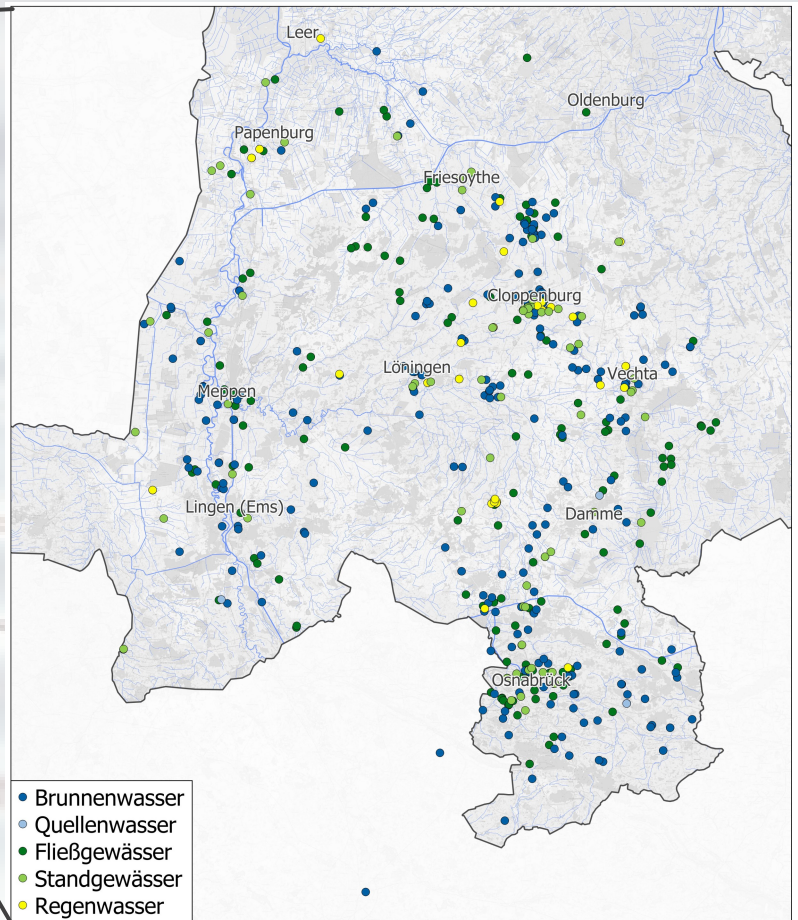 Leer
Oldenburg
Papenburg
Friesoythe
Cloppenburg
Löningen
Vechta
Meppen
Lingen (Ems)
Damme
Osnabrück
Brunnenwasser
Quellenwasser
Fließgewässer
Standgewässer
Regenwasser